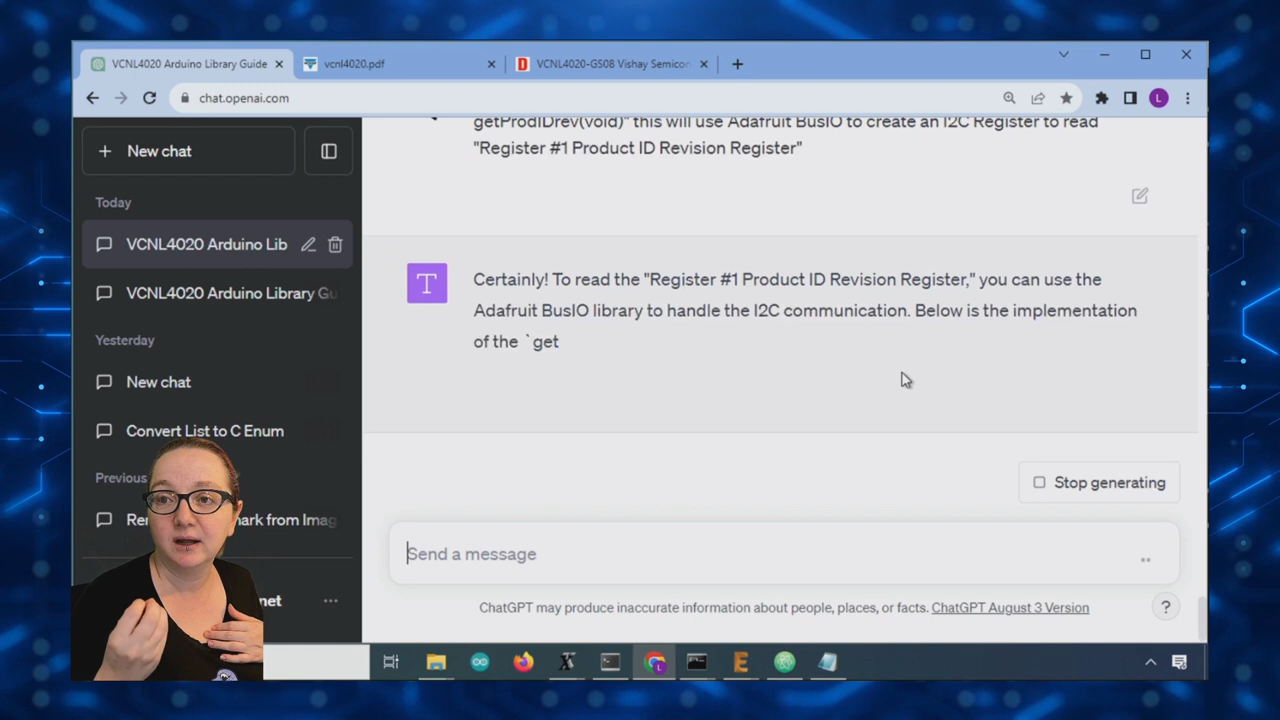 VCNL4020 Arduino Library Guide
vcnl4020.pdf
VCNL4020-GS08 Vishay Semicon
chat.openai.com
L
New chat
Today
VCNL4020 Arduino Lib
VCNL4020 Arduino Library Gu
Yesterday
New chat
Convert List to C Enum
Previous
Re
ark from Imag
net
getProdIDrev(void)" this will use Adafruit BusIO to create an I2C Register to read
"Register #1 Product ID Revision Register"
T
Certainly! To read the "Register #1 Product ID Revision Register," you can use the
Adafruit BusIO library to handle the I2C communication. Below is the implementation
of the `get
Stop generating
Send a message
ChatGPT may produce inaccurate information about people, places, or facts. ChatGPT August 3 Version
?